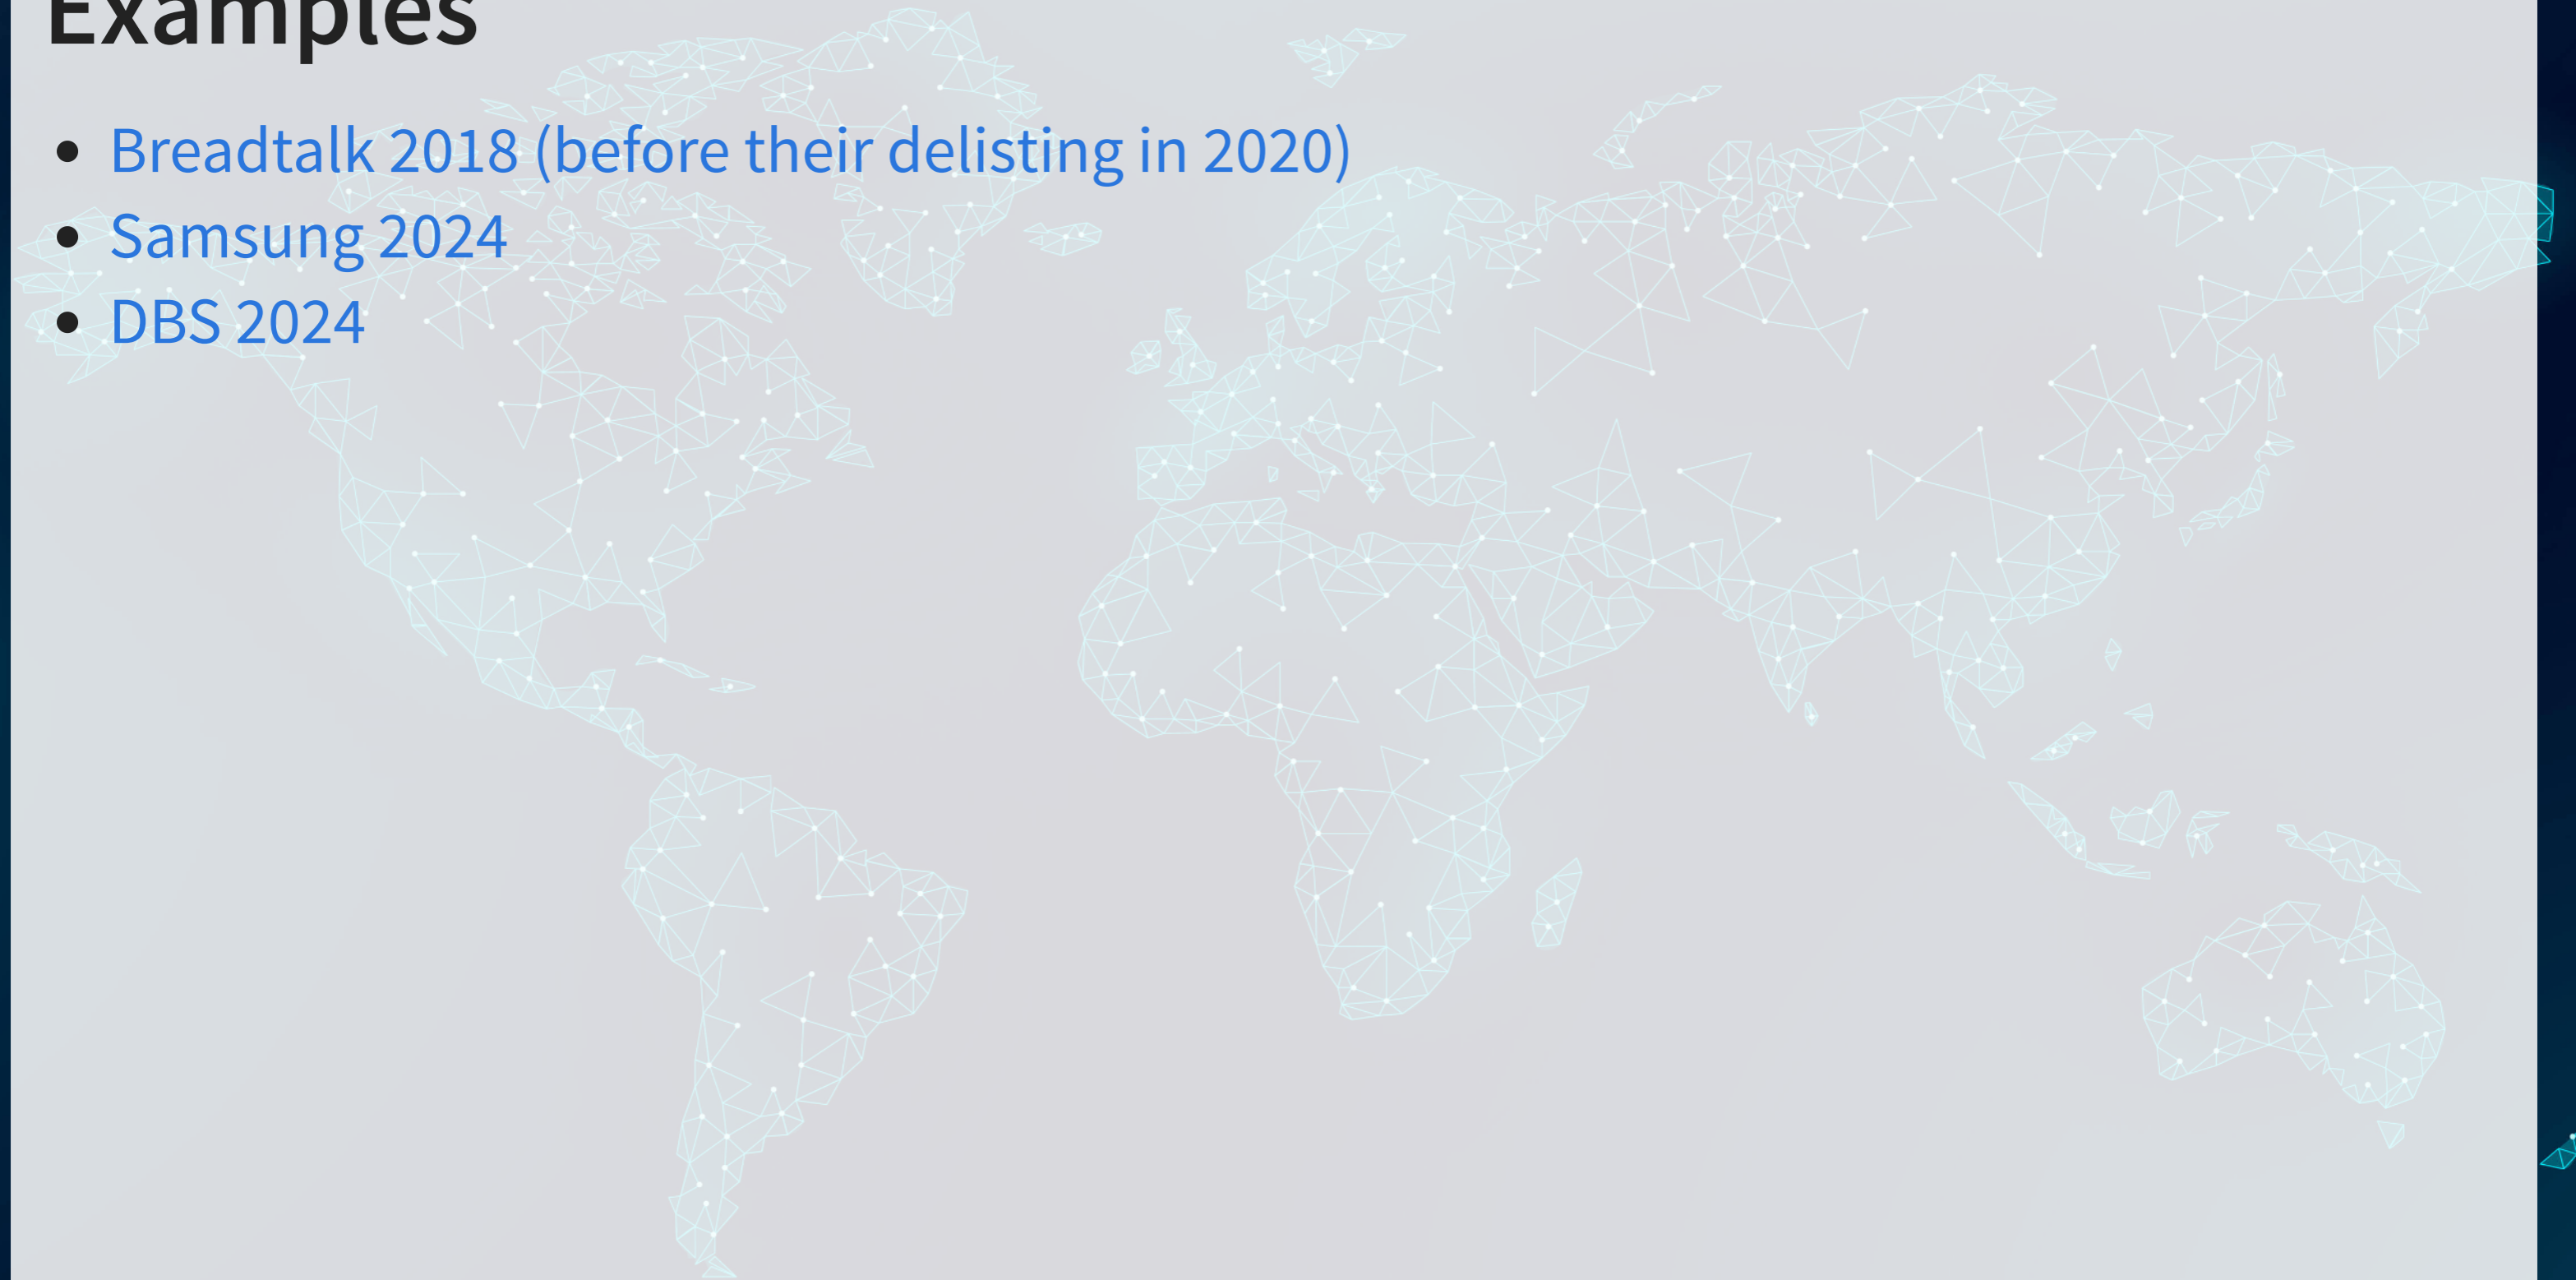 Examples
• Breadtalk 2018 (before their delisting in 2020)
• Samsung 2024
• DBS 2024